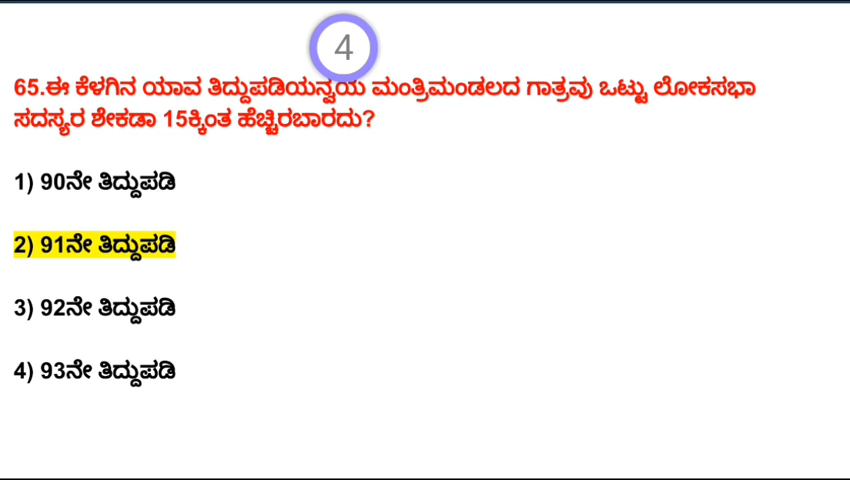 4
65.ಈ ಕೆಳಗಿನ ಯಾವ ತಿದ್ದುಪಡಿಯನ್ವಯ ಮಂತ್ರಿಮಂಡಲದ ಗಾತ್ರವು ಒಟ್ಟು ಲೋಕಸಭಾ
ಸದಸ್ಯರ ಶೇಕಡಾ 15ಕ್ಕಿಂತ ಹೆಚ್ಚಿರಬಾರದು?
1) 90ನೇ ತಿದ್ದುಪಡಿ
2) 91ನೇ ತಿದ್ದುಪಡಿ
3) 92ನೇ ತಿದ್ದುಪಡಿ
4) 93ನೇ ತಿದ್ದುಪಡಿ